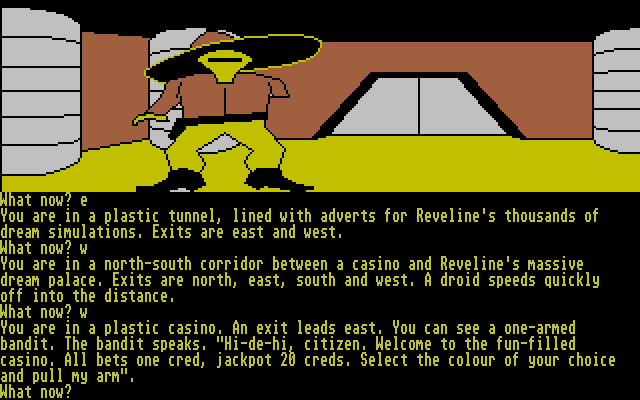 What now? e
You are in a plastic tunnel, lined with adverts for Reveline's thousands of
dream simulations. Exits are east and west.
What now? w
You are in a north-south corridor between a casino and Reveline's massive
dream palace. Exits are north, east, south and west. A droid speeds quickly
off into the distance.
What now? w
You are in a plastic casino. An exit leads east. You can see a one-armed
bandit. The bandit speaks. "Hi-de-hi, citizen. Welcome to the fun-filled
casino. All bets one cred, jackpot 20 creds. Select the colour of your choice
and pull my arm".
What now?